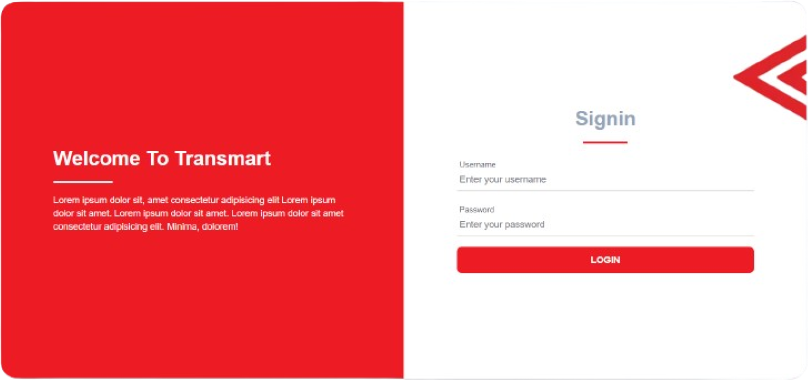 Welcome To Transmart
Lorem ipsum dolor sit, amet consectetur adipisicing elit Lorem ipsum
dolor sit amet. Lorem ipsum dolor sit amet. Lorem ipsum dolor sit amet
consectetur adipisicing elit. Minima, dolorem!
Signin
Username
Enter your username
Password
Enter your password
LOGIN